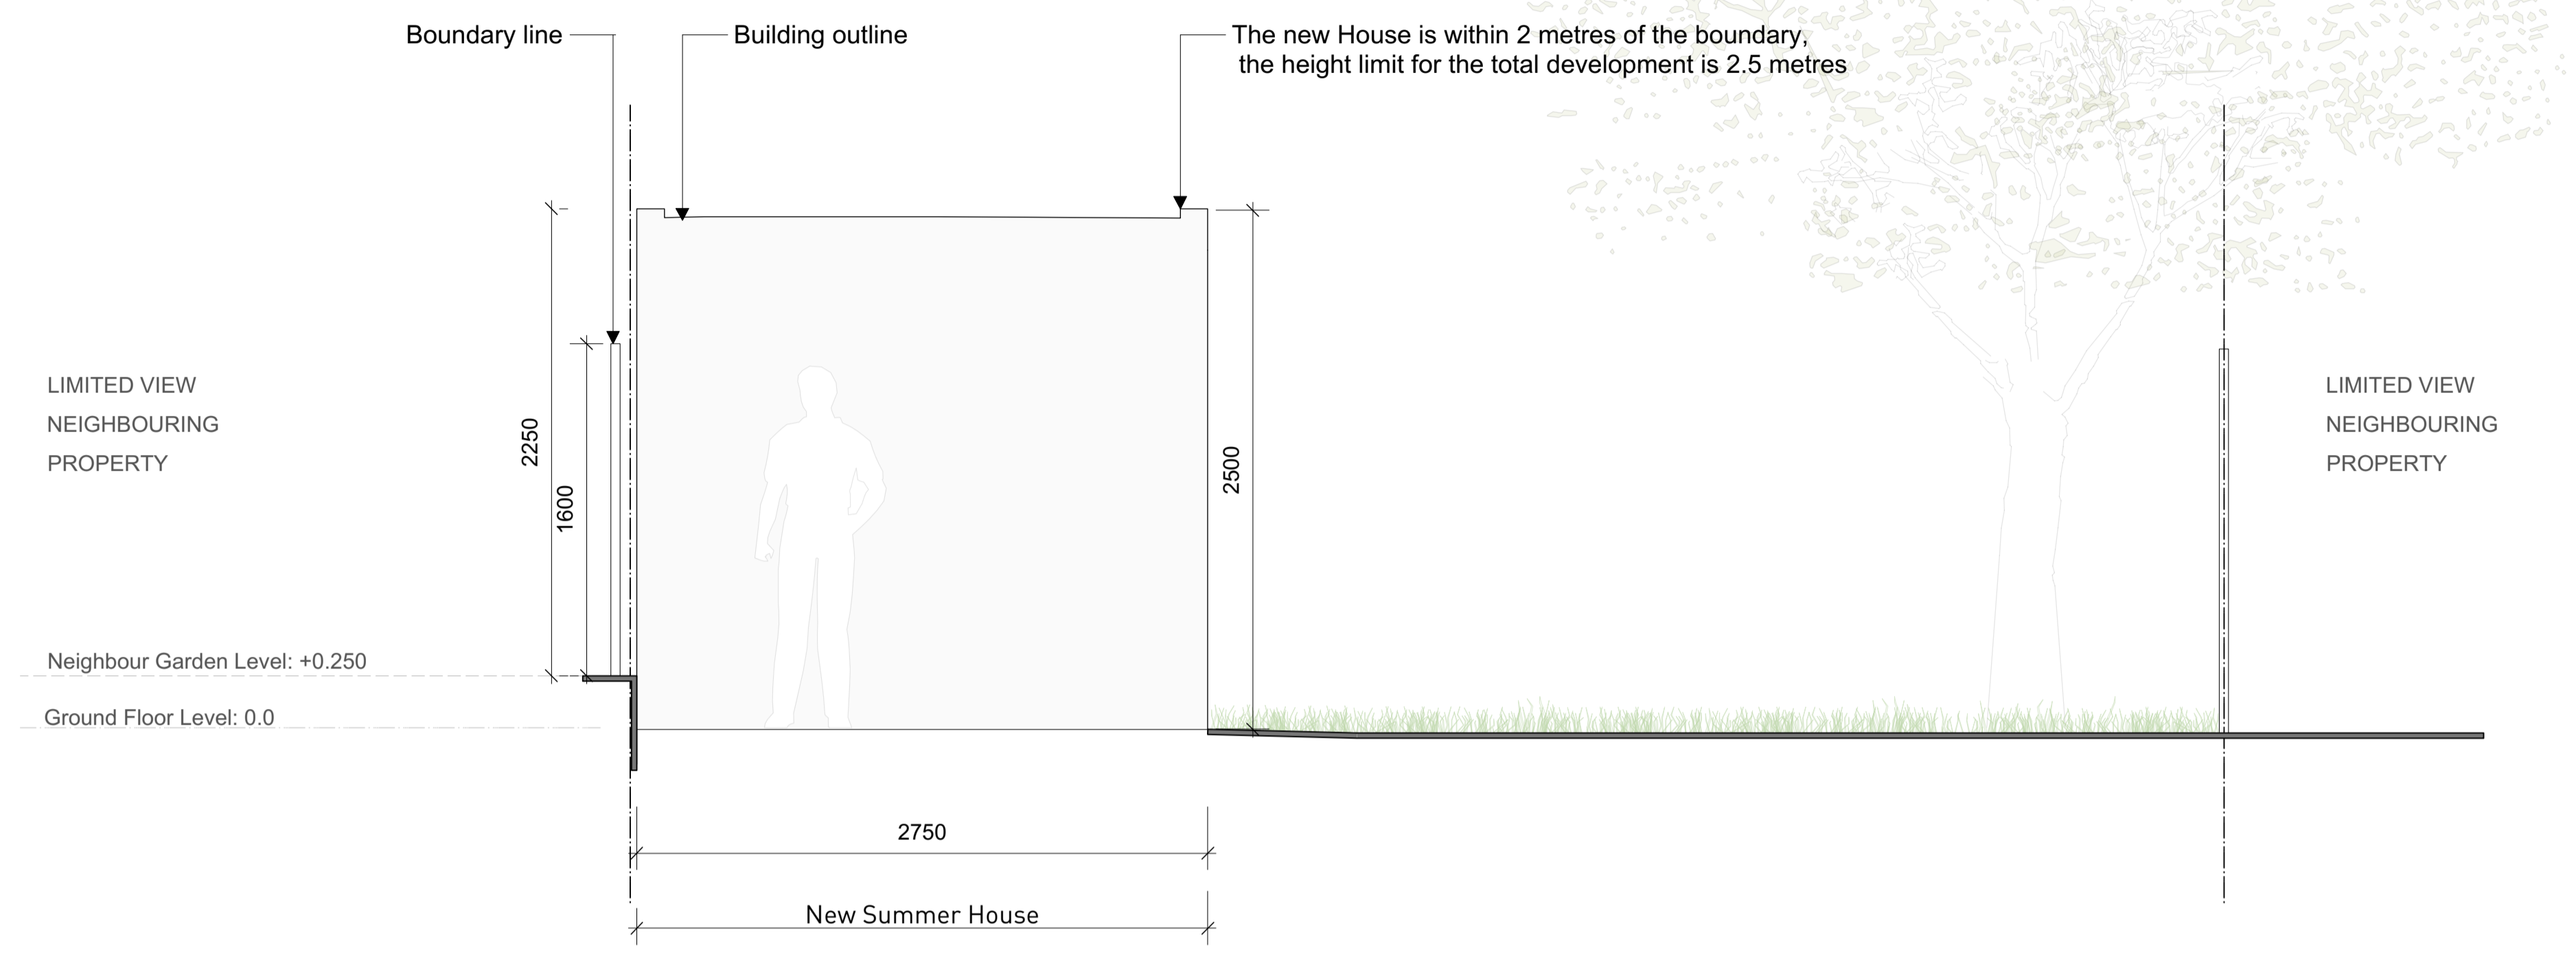 Boundary line
Building outline
The new House is within 2 metres of the boundary,
the height limit for the total development is 2.5 metres
LIMITED VIEW
NEIGHBOURING
PROPERTY
2250
1600
2500
LIMITED VIEW
NEIGHBOURING
PROPERTY
Neighbour Garden Level: +0.250
Ground Floor Level: 0.0
2750
New Summer House